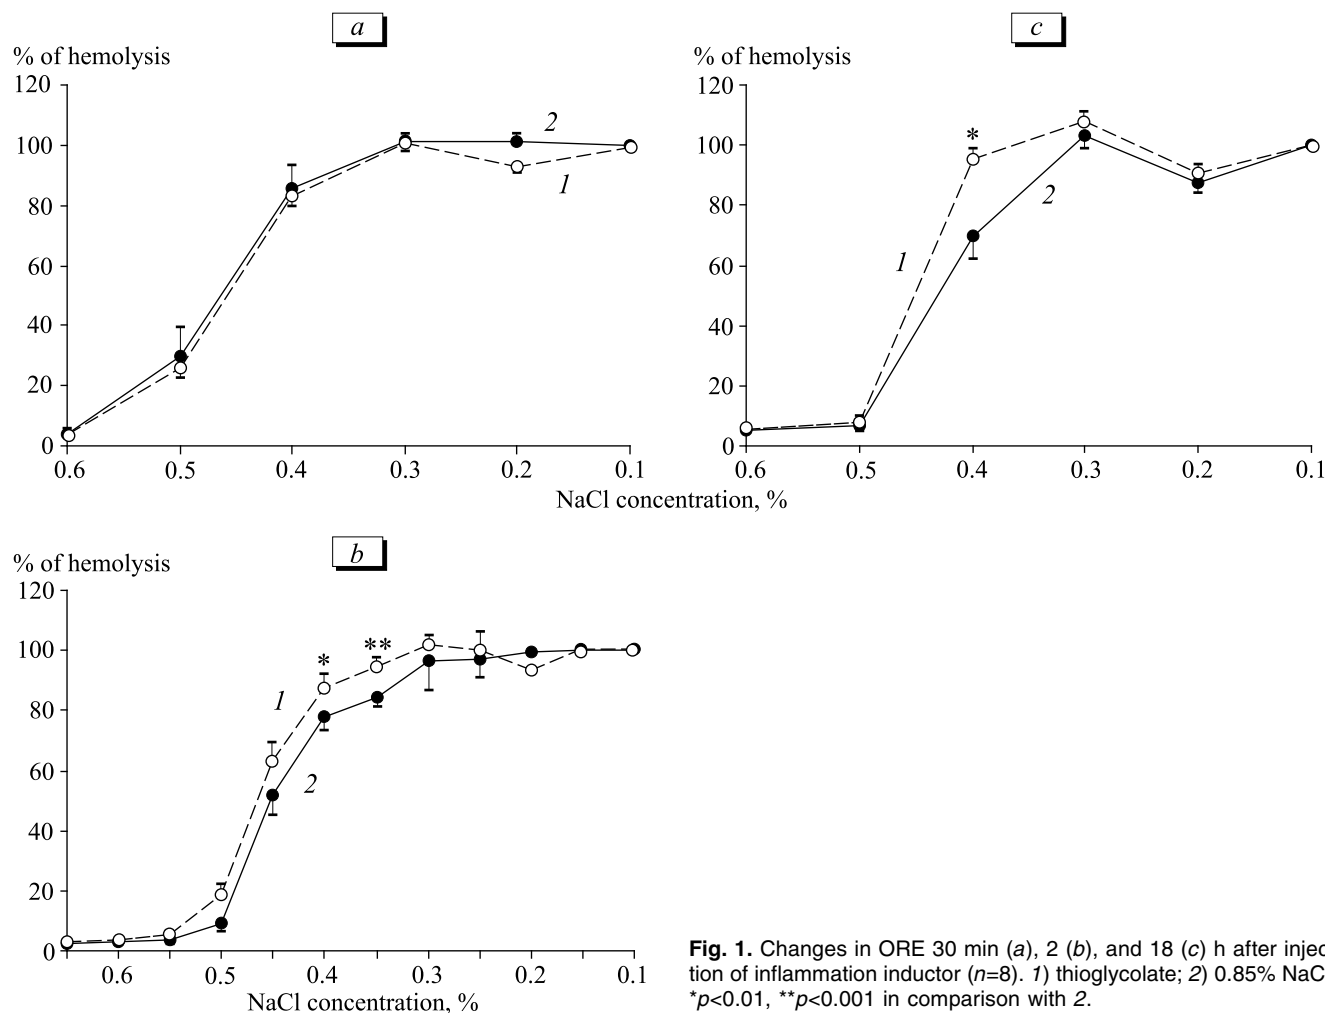 a
% of hemolysis
120
100
80
60
40
20
0
2
1
0.6 0.5 0.4 0.3 0.2 0.1
c
% of hemolysis
120
100
80
60
40
20
0
*
1
2
0.6 0.5 0.4 0.3 0.2 0.1
NaCl concentration, %
b
% of hemolysis
120
100
80
60
40
20
0
*
**
1
2
0.6 0.5 0.4 0.3 0.2 0.1
NaCl concentration, %
Fig. 1. Changes in ORE 30 min (a), 2 (b), and 18 (c) h after injec
tion of inflammation inductor (n=8). 1) thioglycolate; 2) 0.85% NaC
*p<0.01, **p<0.001 in comparison with 2.